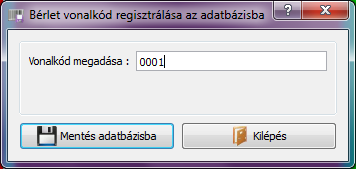 Bérlet vonalkód regisztrálása az adatbázisba
Vonalkód megadása : 0001
Mentés adatbázisba Kilépés